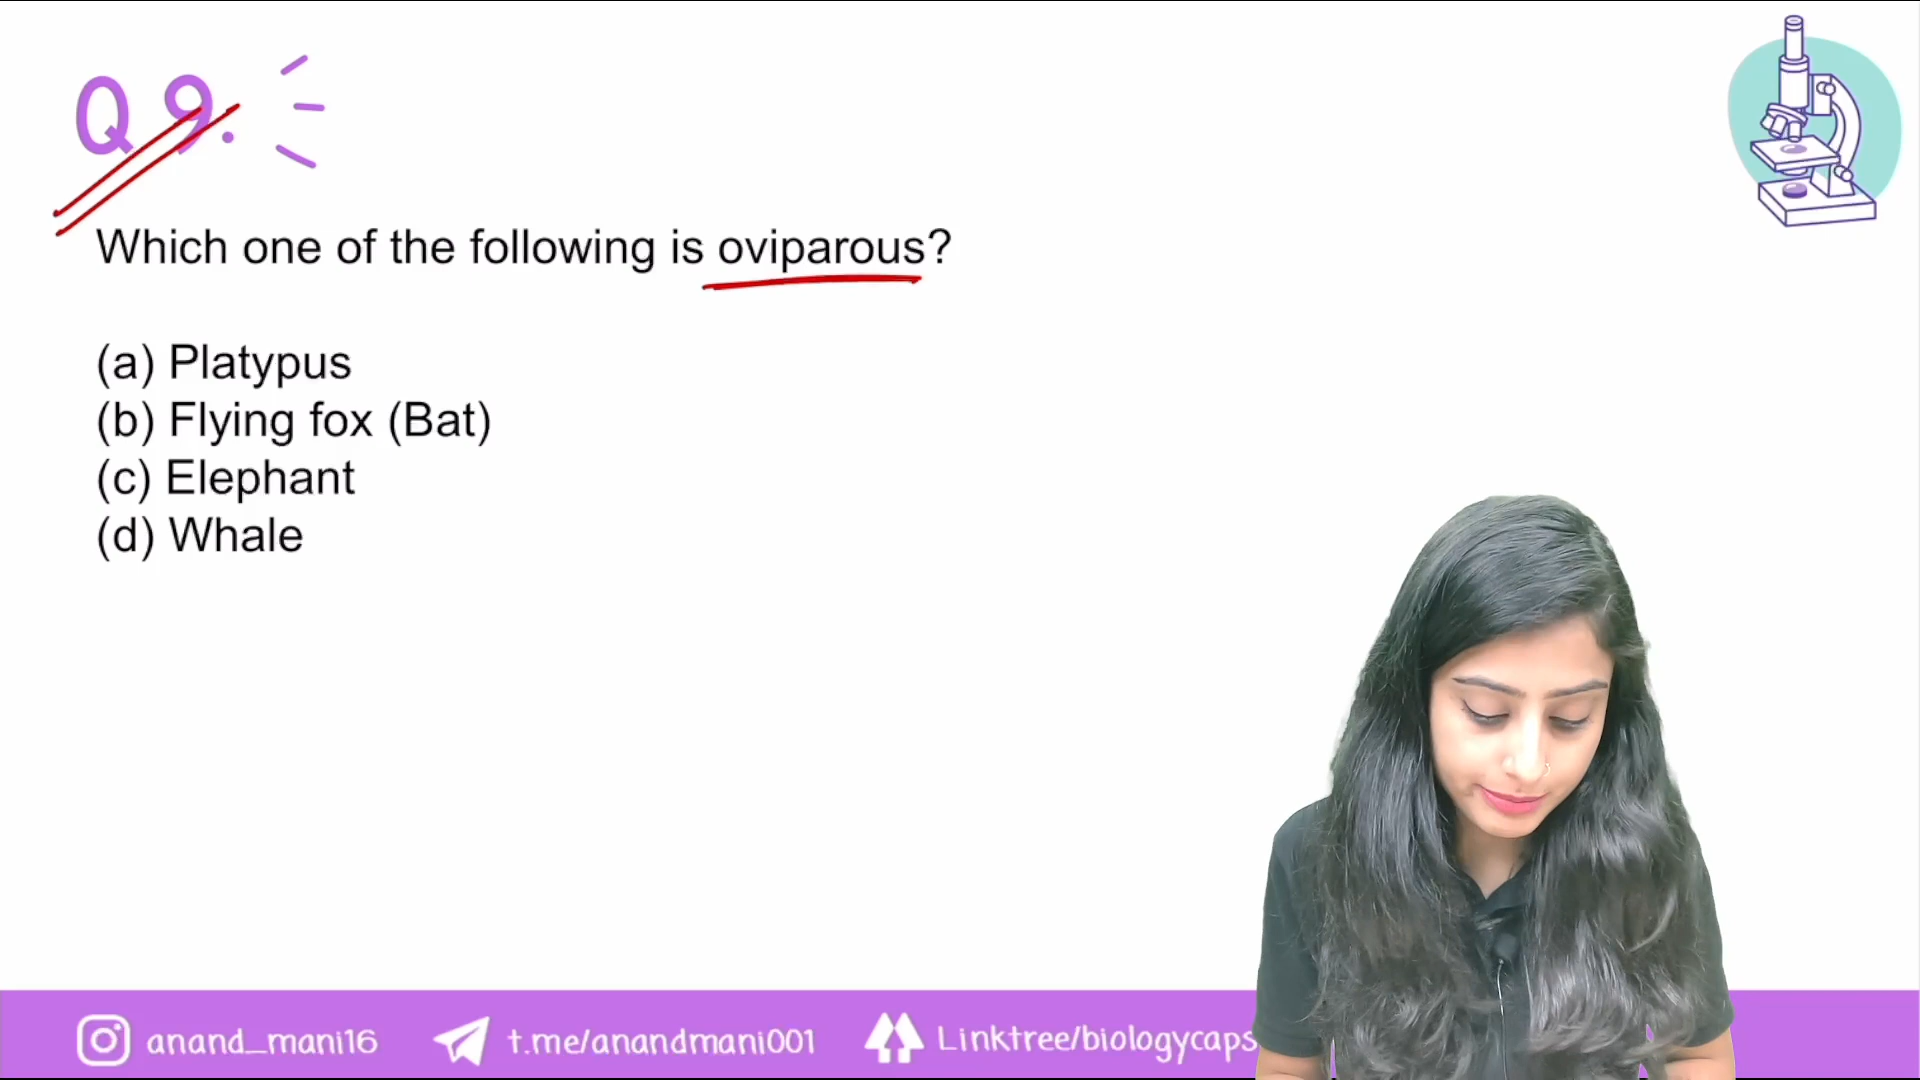 Q 9.
Which one of the following is oviparous?
(a) Platypus
(b) Flying fox (Bat)
(c) Elephant
(d) Whale
anand_mani16 t.me/anandmani001 Linktree/biologycaps